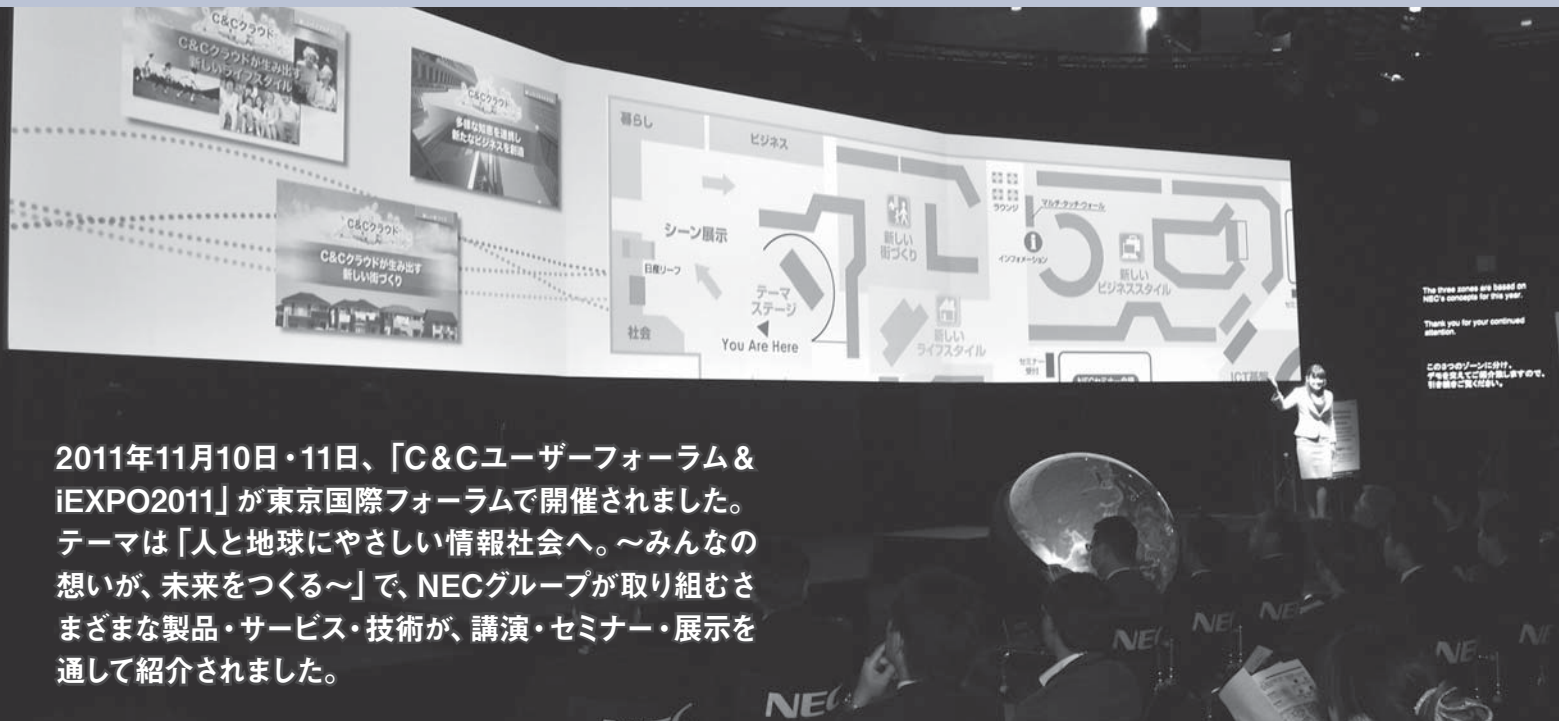 C&Cクラウド
C&Cクラウドが生み出す
新しいライフスタイル
C&Cクラウド
多様な知恵を連携し
新たなビジネスを創造
C&Cクラウド
C&Cクラウドが生み出す
新しい街づくり
暮らし
ビジネス
シーン展示
日産リーフ
テーマ
ステージ
You Are Here
社会
新しい
街づくり
新しい
ライフスタイル
ラウンジ
マルチ・タッチ・ウォール
インフォメーション
新しい
ビジネススタイル
セミナー
受付
ICT基盤
The three zones are based on
NEC's concepts for this year.
Thank you for your continued
attention.
この3つのゾーンに分け、
デモを交えてご紹介致しますので、
引き続きご覧ください。
2011年11月10日・11日、「C&Cユーザーフォーラム&
iEXPO2011」が東京国際フォーラムで開催されました。
テーマは「人と地球にやさしい情報社会へ。～みんなの
想いが、未来をつくる～」で、NECグループが取り組むさ
まざまな製品・サービス・技術が、講演・セミナー・展示を
通して紹介されました。
NEC
NEC
NEC
NEC